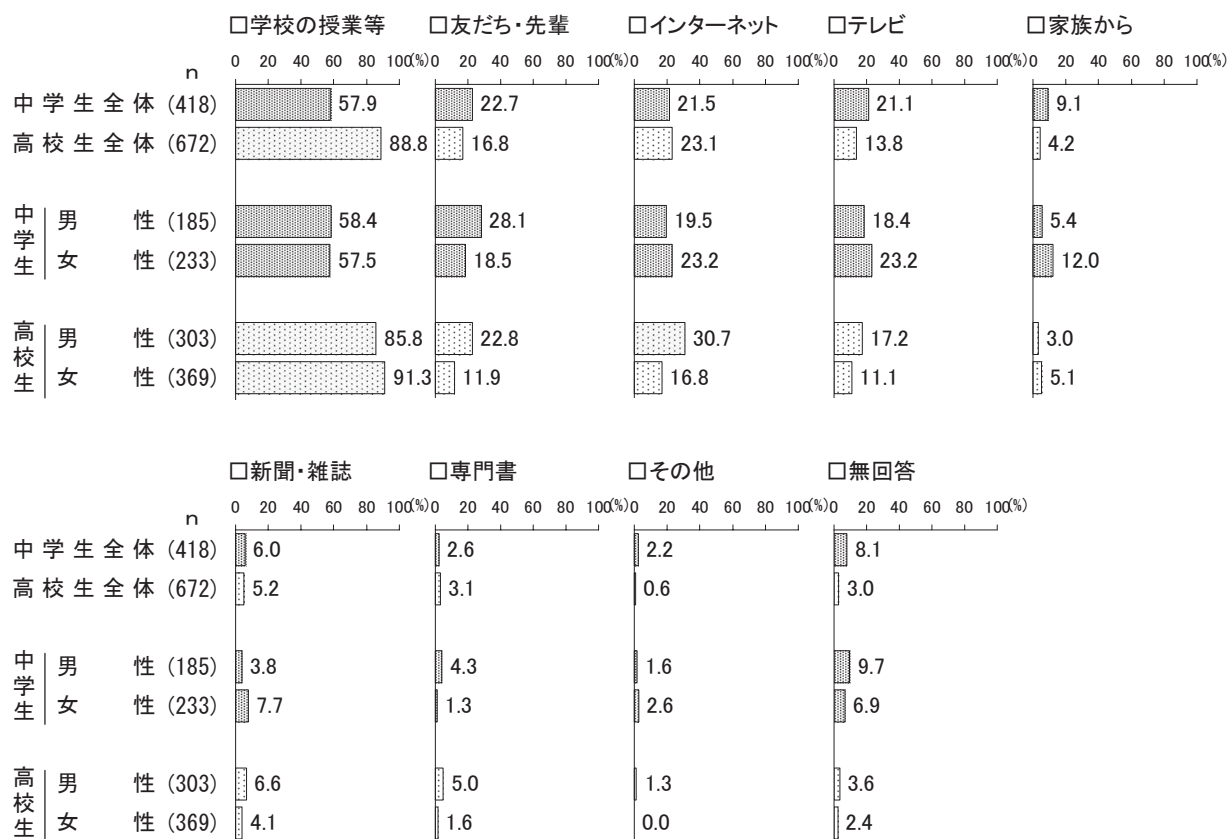 □学校の授業等 □友だち・先輩 □インターネット □テレビ □家族から
n 0 20 40 60 80 100(%) 0 20 40 60 80 100(%) 0 20 40 60 80 100(%) 0 20 40 60 80 100(%) 0 20 40 60 80 100(%)
中学生全体 (418) 57.9 22.7 21.5 21.1 9.1
高校生全体 (672) 88.8 16.8 23.1 13.8 4.2
中学生 男性 (185) 58.4 28.1 19.5 18.4 5.4
女性 (233) 57.5 18.5 23.2 23.2 12.0
高校生 男性 (303) 85.8 22.8 30.7 17.2 3.0
女性 (369) 91.3 11.9 16.8 11.1 5.1
□新聞・雑誌 □専門書 □その他 □無回答
n 0 20 40 60 80 100(%) 0 20 40 60 80 100(%) 0 20 40 60 80 100(%) 0 20 40 60 80 100(%)
中学生全体 (418) 6.0 2.6 2.2 8.1
高校生全体 (672) 5.2 3.1 0.6 3.0
中学生 男性 (185) 3.8 4.3 1.6 9.7
女性 (233) 7.7 1.3 2.6 6.9
高校生 男性 (303) 6.6 5.0 1.3 3.6
女性 (369) 4.1 1.6 0.0 2.4